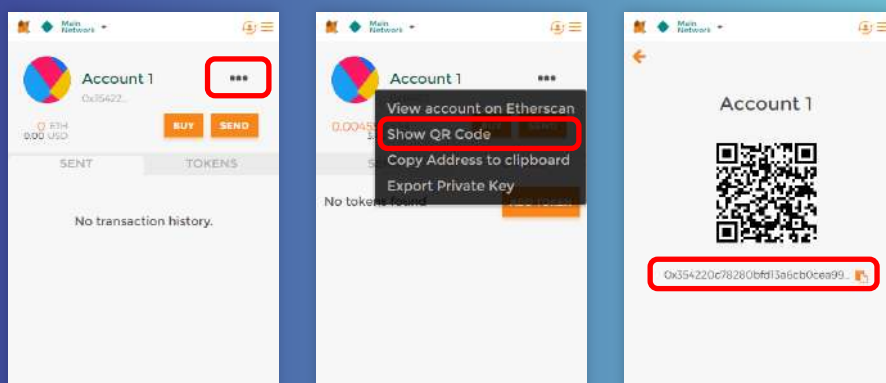 Main
Network
Account 1
0x35422...
0 ETH
0.00 USD
BUY
SEND
SENT
TOKENS
No transaction history.
Main
Network
Account 1
View account on Etherscan
Show QR Code
Copy Address to clipboard
Export Private Key
No tokens found
ADD TOKEN
Main
Network
Account 1
0x354220c78280bfd13a6cb0cea99...